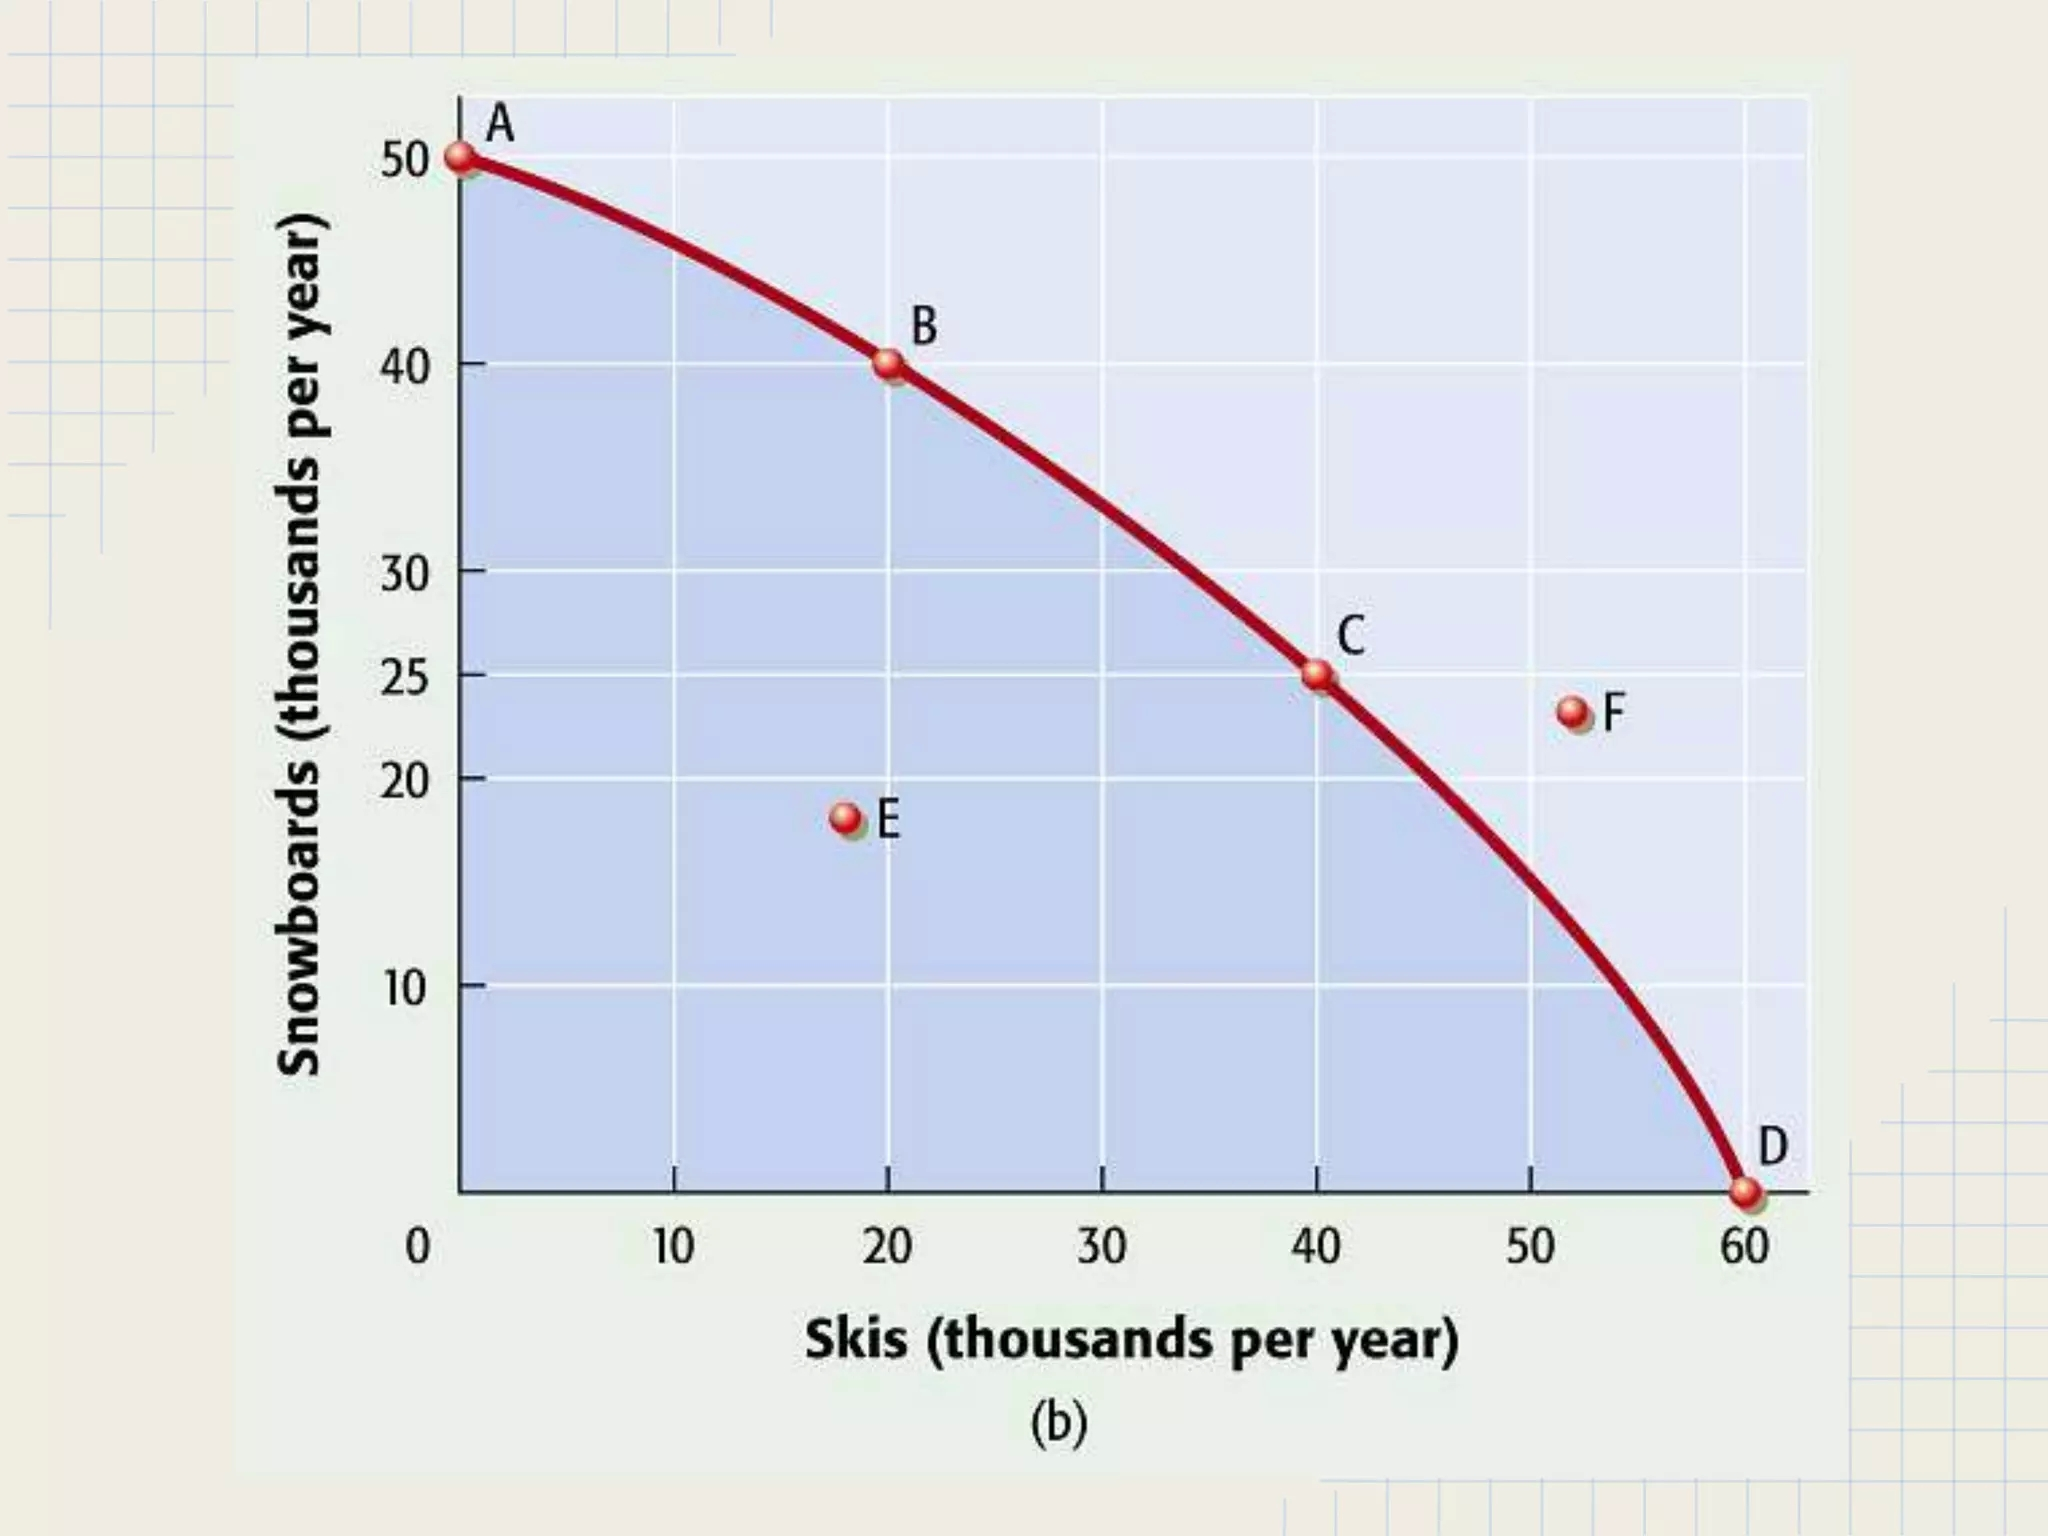 A
50
B
40
30
C
25
F
20
E
10
D
0 10 20 30 40 50 60
Snowboards (thousands per year)
Skis (thousands per year)
(b)